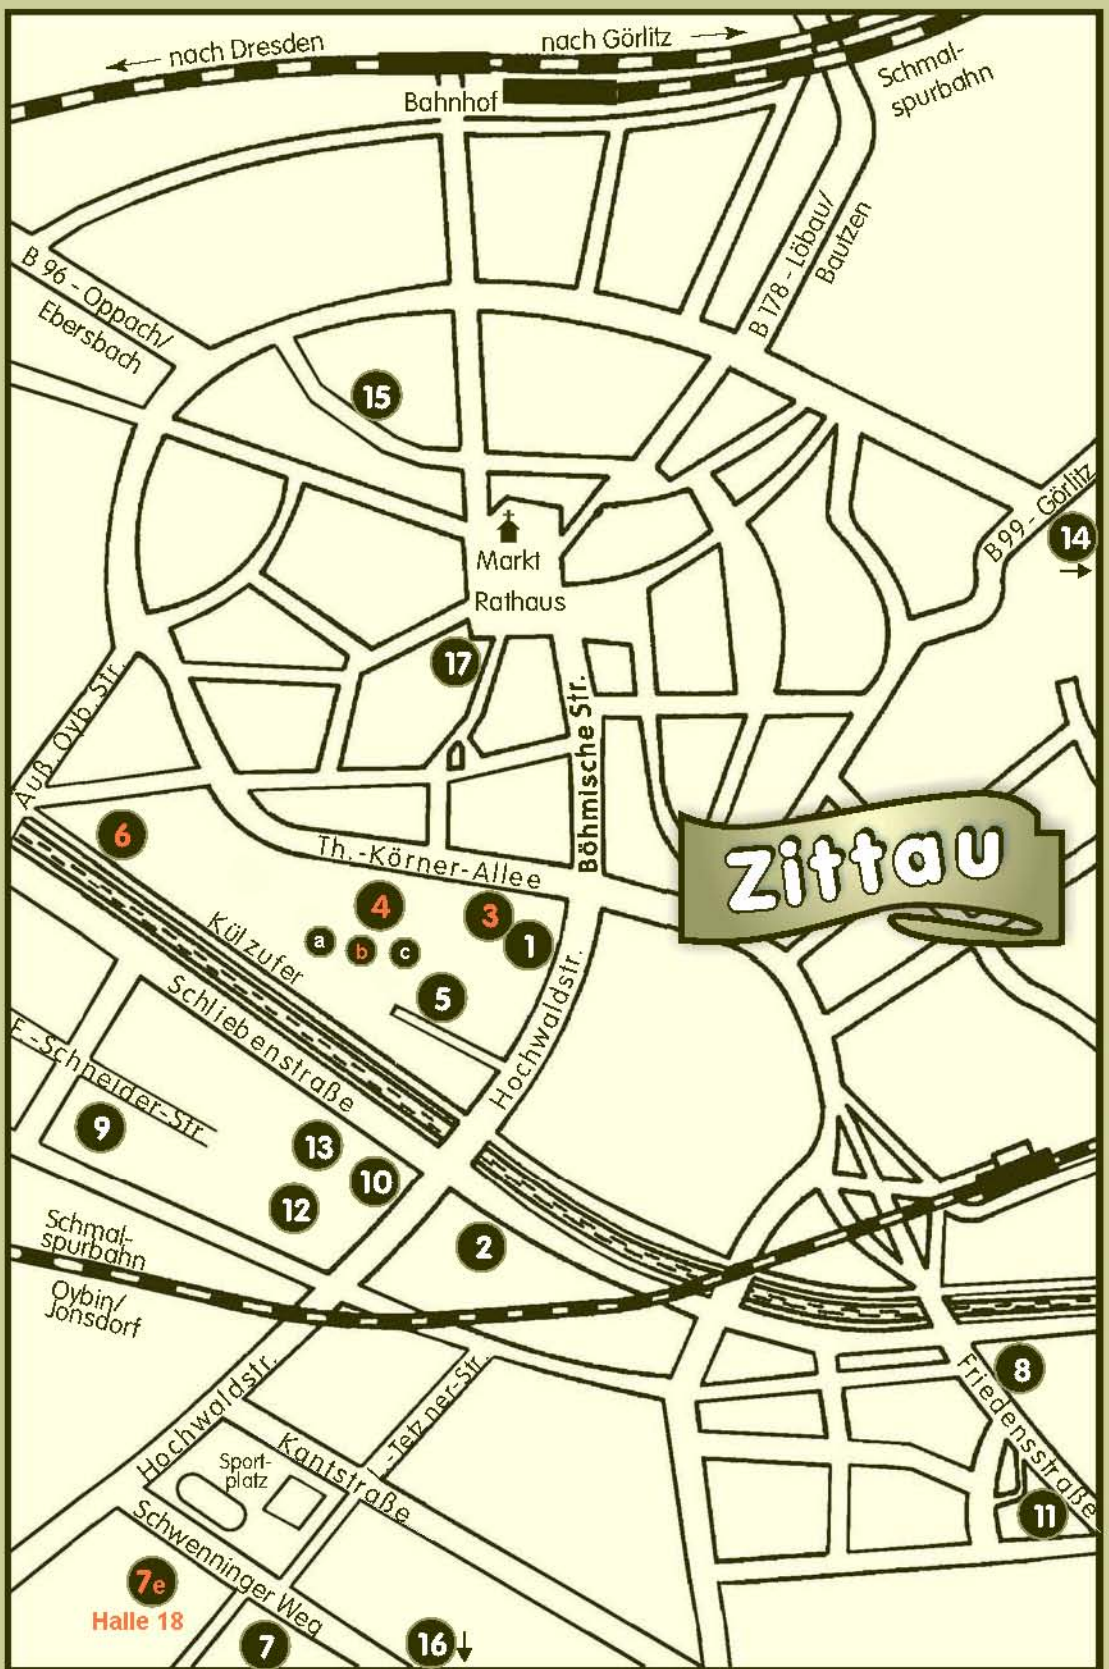 nach Dresden
nach Görlitz
Schmal-
spurbahn
Bahnhof
B 178 - Löbau/
Bautzen
B 96 - Oppach/
Ebersbach
15
B 99 - Görlitz
14
Markt
Rathaus
17
Auß. Oyb. Str.
Böhmische Str.
Zittau
6
Th.-Körner-Allee
4
3
1
a
b
c
5
Külzufer
Schliebenstraße
Hochwaldstr.
F.-Schneider-Str.
9
13
10
12
2
Schmal-
spurbahn
Oybin/
Jonsdorf
8
Friedensstraße
11
Hochwaldstr.
-Tetzner-Str.
Kantstraße
Sport-
platz
Schwenninger Weg
7e
Halle 18
7
16